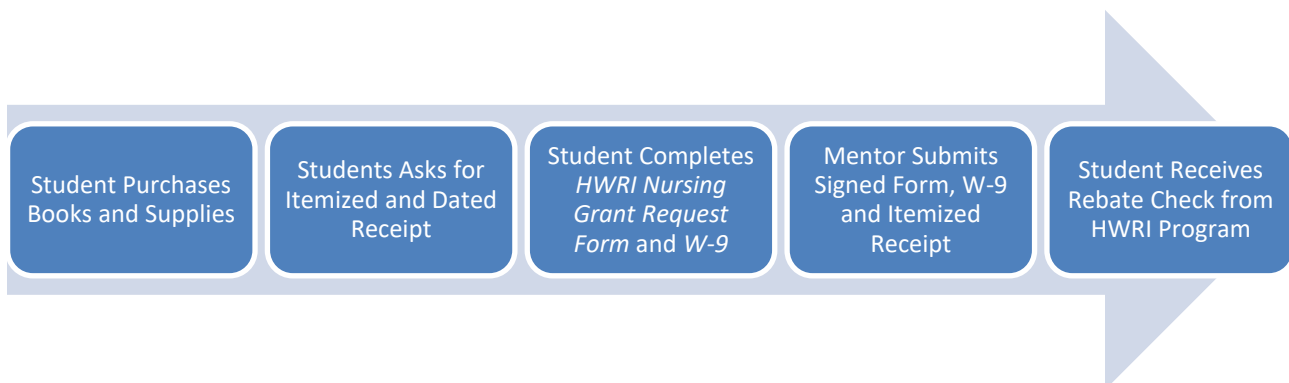 Student Purchases
Books and Supplies
Students Asks for
Itemized and Dated
Receipt
Student Completes
HWRI Nursing
Grant Request
Form and W-9
Mentor Submits
Signed Form, W-9
and Itemized
Receipt
Student Receives
Rebate Check from
HWRI Program